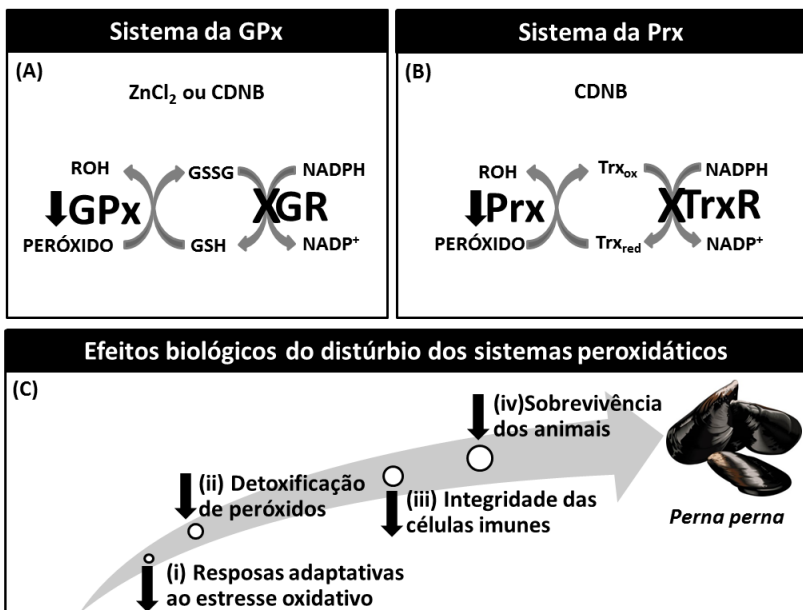 Sistema da GPx
(A)
ZnCl₂ ou CDNB
ROH
GSSG
NADPH
GPx
XGR
PERÓXIDO
GSH
NADP⁺
Sistema da Prx
(B)
CDNB
ROH
Trxₒₓ
NADPH
Prx
XTrxR
PERÓXIDO
Trx_red
NADP⁺
Efeitos biológicos do distúrbio dos sistemas peroxidáticos
(C)
(iv)Sobrevivência
dos animais
(ii) Detoxificação
de peróxidos
(iii) Integridade das
células imunes
Perna perna
(i) Resposas adaptativas
ao estresse oxidativo